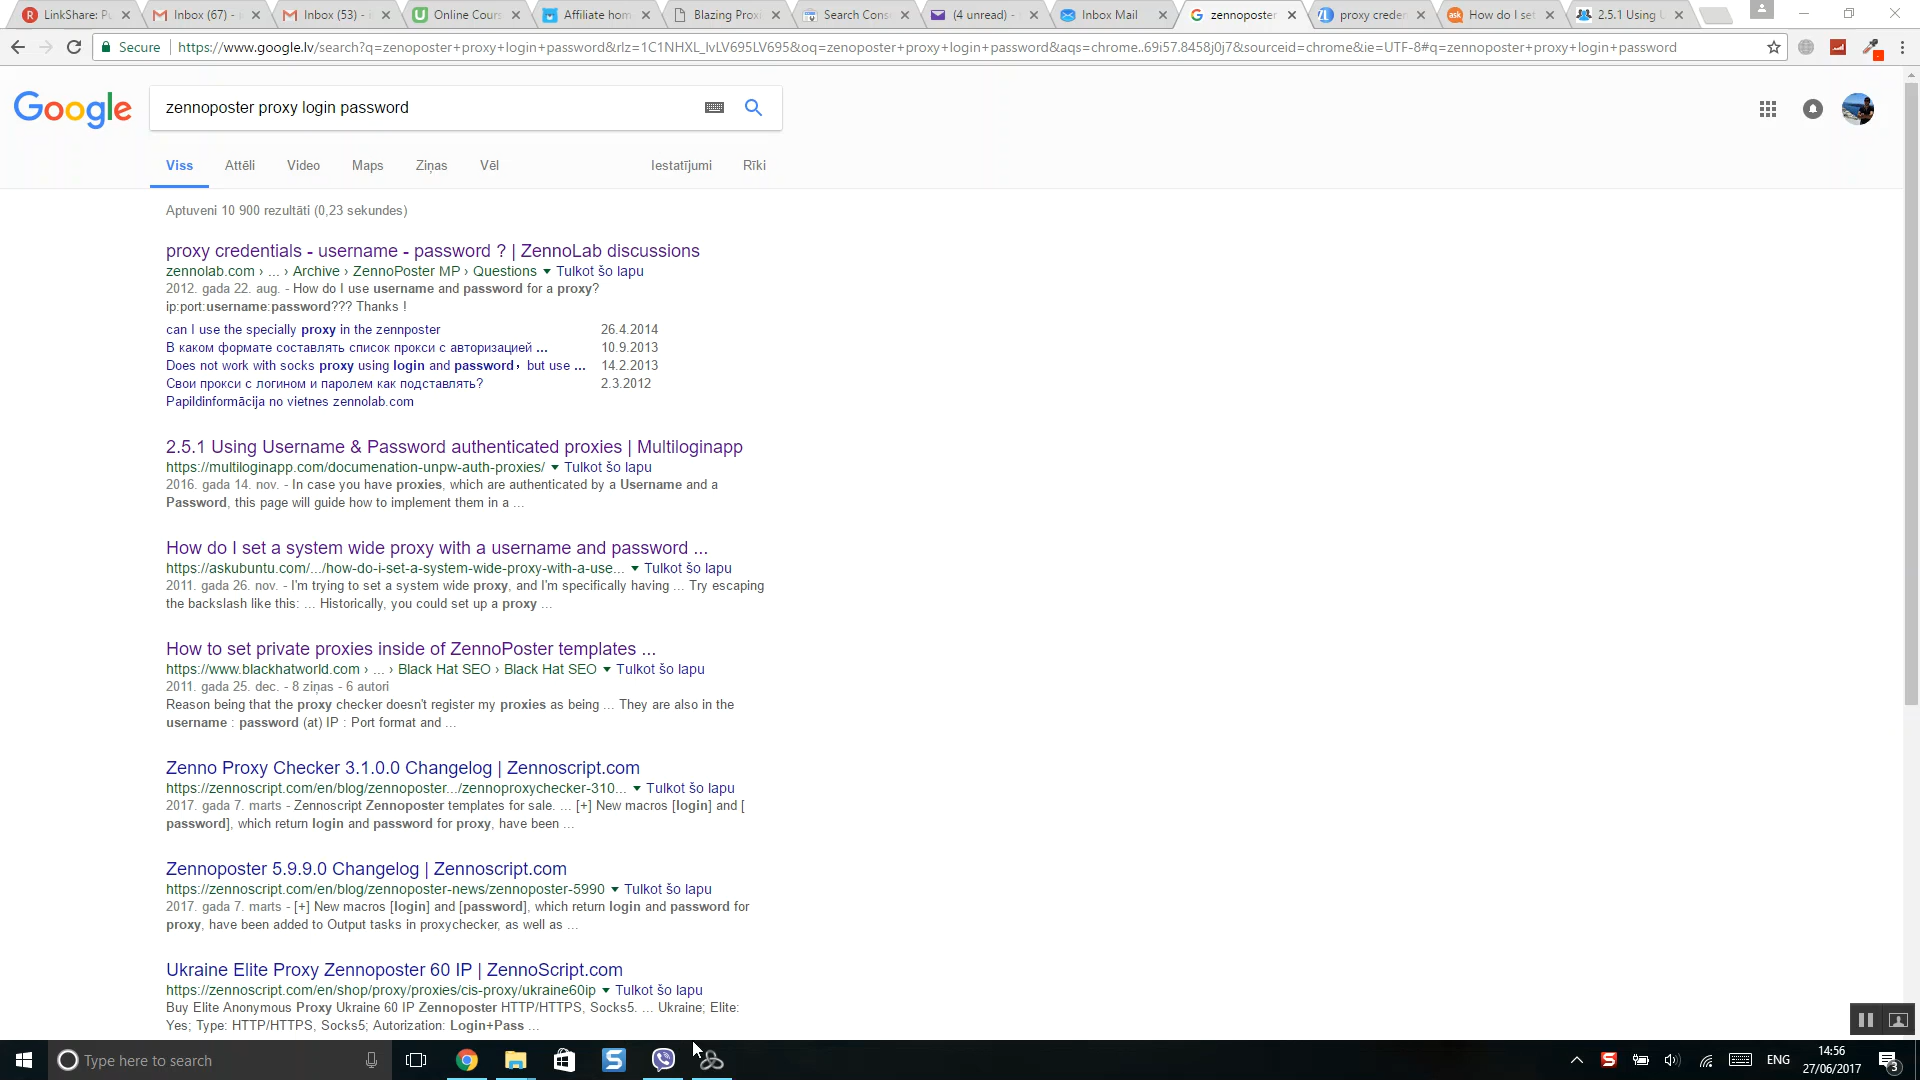 LinkShare: Pu
Inbox (67) -
Inbox (53) -
Online Cours
Affiliate hom
Blazing Proxi
Search Cons
(4 unread) -
Inbox Mail
zennoposter
proxy creden
How do I set
2.5.1 Using U
Secure
https://www.google.lv/search?q=zenoposter+proxy+login+password&rlz=1C1NHXL_lvLV695LV695&oq=zenoposter+proxy+login+password&aqs=chrome..69i57.8458j0j7&sourceid=chrome&ie=UTF-8#q=zennoposter+proxy+login+password
Google
zennoposter proxy login password
Viss Attēli Video Maps Ziņas Vēl Iestatījumi Rīki
Aptuveni 10 900 rezultāti (0,23 sekundes)
proxy credentials - username - password ? | ZennoLab discussions
zennolab.com › ... › Archive › ZennoPoster MP › Questions ▼ Tulkot šo lapu
2012. gada 22. aug. - How do I use username and password for a proxy?
ip:port:username:password??? Thanks !
can I use the specially proxy in the zennposter 26.4.2014
В каком формате составлять список прокси с авторизацией ... 10.9.2013
Does not work with socks proxy using login and password，but use ... 14.2.2013
Свои прокси с логином и паролем как подставлять? 2.3.2012
Papildinformācija no vietnes zennolab.com
2.5.1 Using Username & Password authenticated proxies | Multiloginapp
https://multiloginapp.com/documenation-unpw-auth-proxies/ ▼ Tulkot šo lapu
2016. gada 14. nov. - In case you have proxies, which are authenticated by a Username and a
Password, this page will guide how to implement them in a ...
How do I set a system wide proxy with a username and password ...
https://askubuntu.com/.../how-do-i-set-a-system-wide-proxy-with-a-use... ▼ Tulkot šo lapu
2011. gada 26. nov. - I'm trying to set a system wide proxy, and I'm specifically having ... Try escaping
the backslash like this: ... Historically, you could set up a proxy ...
How to set private proxies inside of ZennoPoster templates ...
https://www.blackhatworld.com › ... › Black Hat SEO › Black Hat SEO ▼ Tulkot šo lapu
2011. gada 25. dec. - 8 ziņas - 6 autori
Reason being that the proxy checker doesn't register my proxies as being ... They are also in the
username : password (at) IP : Port format and ...
Zenno Proxy Checker 3.1.0.0 Changelog | Zennoscript.com
https://zennoscript.com/en/blog/zennoposter.../zennoproxychecker-310... ▼ Tulkot šo lapu
2017. gada 7. marts - Zennoscript Zennoposter templates for sale. ... [+] New macros [login] and [
password], which return login and password for proxy, have been ...
Zennoposter 5.9.9.0 Changelog | Zennoscript.com
https://zennoscript.com/en/blog/zennoposter-news/zennoposter-5990 ▼ Tulkot šo lapu
2017. gada 7. marts - [+] New macros [login] and [password], which return login and password for
proxy, have been added to Output tasks in proxychecker, as well as ...
Ukraine Elite Proxy Zennoposter 60 IP | ZennoScript.com
https://zennoscript.com/en/shop/proxy/proxies/cis-proxy/ukraine60ip ▼ Tulkot šo lapu
Buy Elite Anonymous Proxy Ukraine 60 IP Zennoposter HTTP/HTTPS, Socks5. ... Ukraine; Elite:
Yes; Type: HTTP/HTTPS, Socks5; Autorization: Login+Pass ...
Type here to search
ENG
14:56
27/06/2017
3